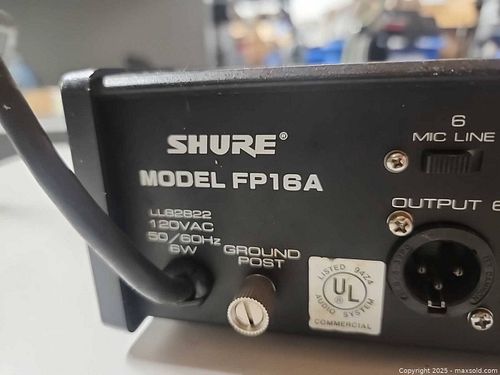 SHURE®
MODEL FP16A
LL82822
120VAC
50/60Hz
6W
GROUND
POST
6
MIC LINE
OUTPUT 6
LISTED 94Z4
UL
®
AUDIO SYSTEM
COMMERCIAL
Copyright 2025 - maxsold.com